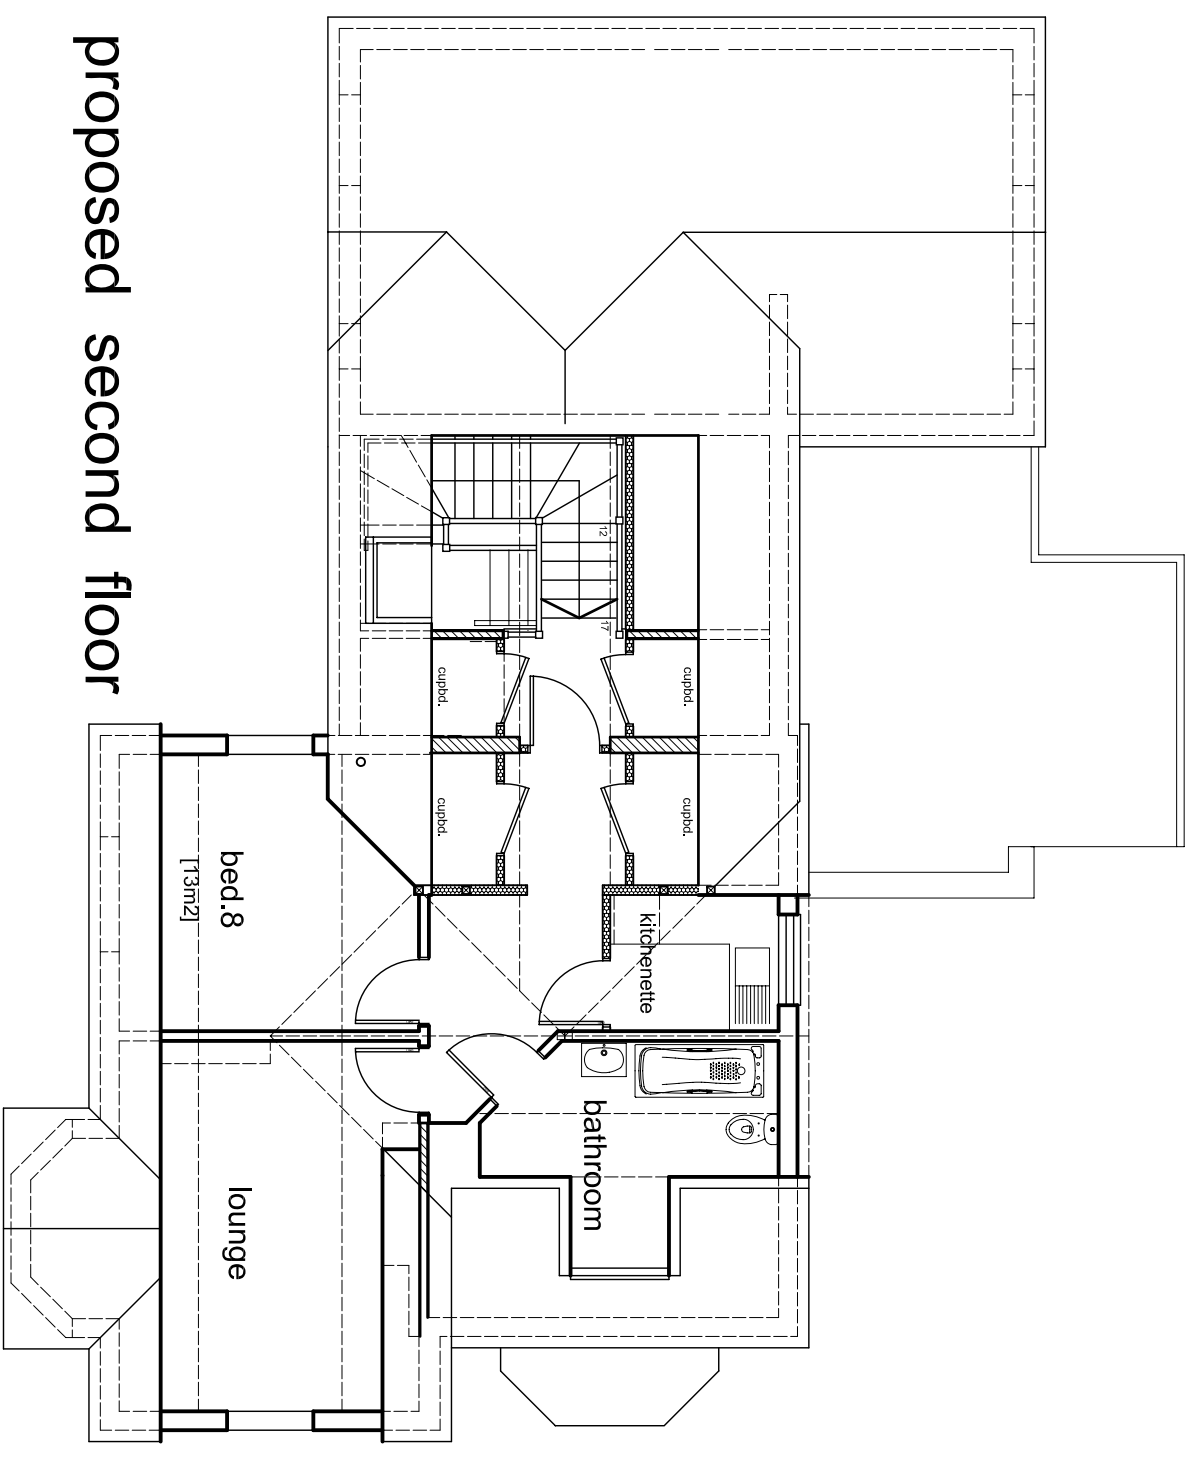 proposed second floor
12
17
cupbd.
cupbd.
cupbd.
cupbd.
bed.8
[13m2]
kitchenette
bathroom
lounge